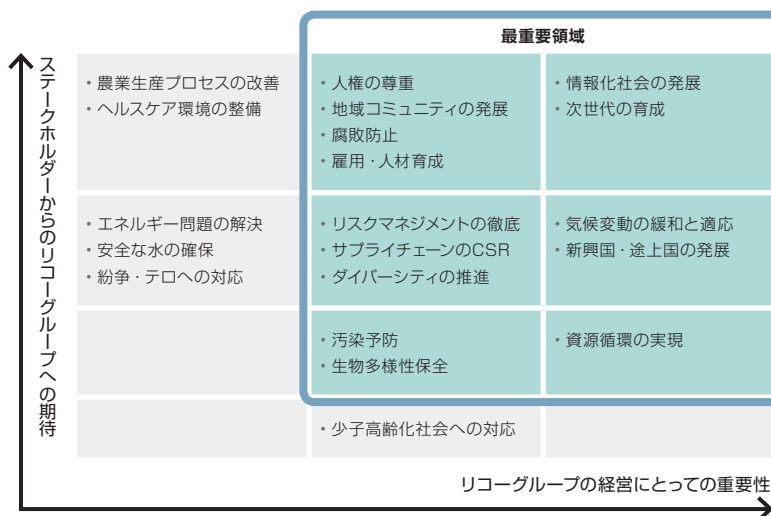 最重要領域
ステークホルダーからのリコーグループへの期待
・農業生産プロセスの改善
・ヘルスケア環境の整備
・人権の尊重
・地域コミュニティの発展
・腐敗防止
・雇用・人材育成
・情報化社会の発展
・次世代の育成
・エネルギー問題の解決
・安全な水の確保
・紛争・テロへの対応
・リスクマネジメントの徹底
・サプライチェーンのCSR
・ダイバーシティの推進
・気候変動の緩和と適応
・新興国・途上国の発展
・汚染予防
・生物多様性保全
・資源循環の実現
・少子高齢化社会への対応
リコーグループの経営にとっての重要性